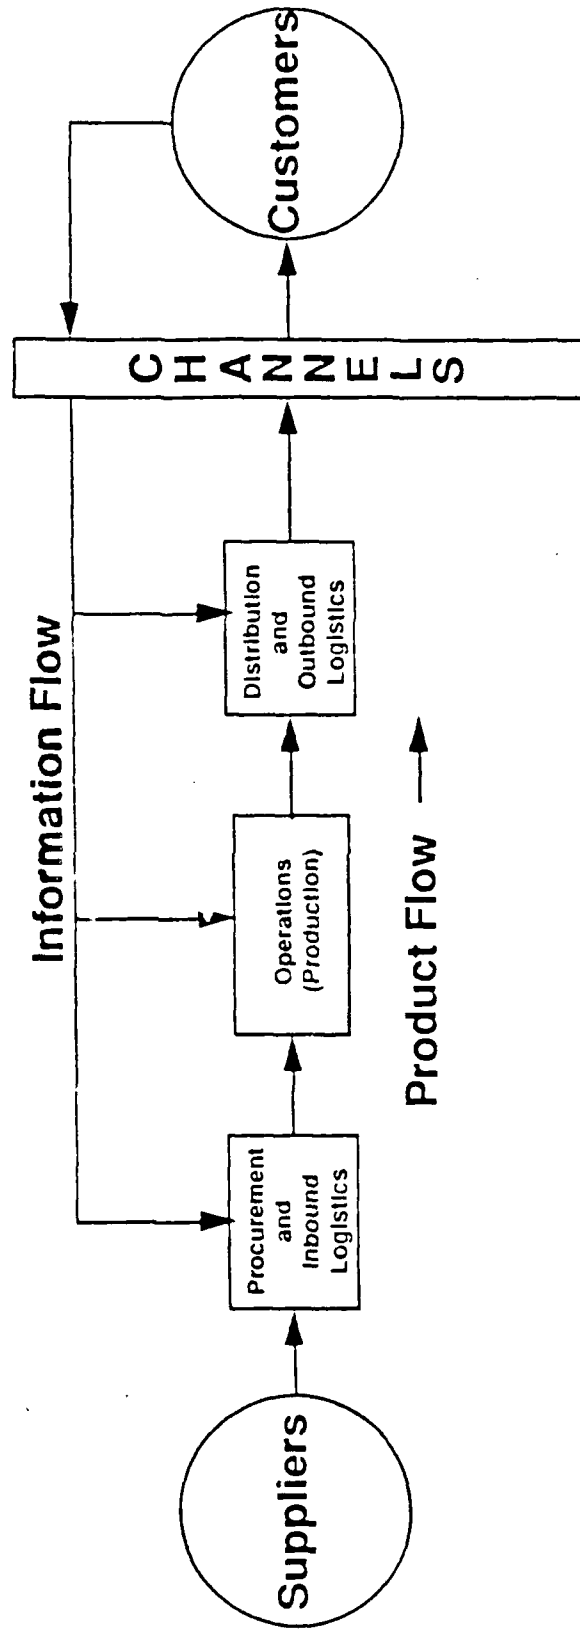 Information Flow
Suppliers
Procurement
and
Inbound
Logistics
Operations
(Production)
Distribution
and
Outbound
Logistics
CHANNELS
Customers
Product Flow